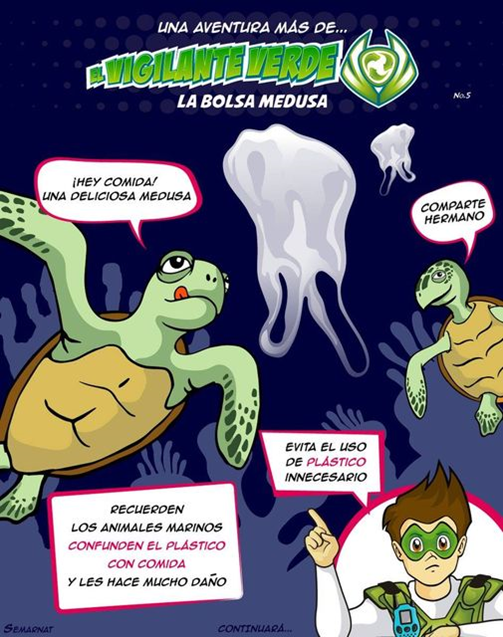 UNA AVENTURA MÁS DE...
EL VIGILANTE VERDE
LA BOLSA MEDUSA
No.5
¡HEY COMIDA!
UNA DELICIOSA MEDUSA
COMPARTE
HERMANO
EVITA EL USO
DE PLÁSTICO
INNECESARIO
RECUERDEN
LOS ANIMALES MARINOS
CONFUNDEN EL PLÁSTICO
CON COMIDA
Y LES HACE MUCHO DAÑO
SEMARNAT
CONTINUARÁ...